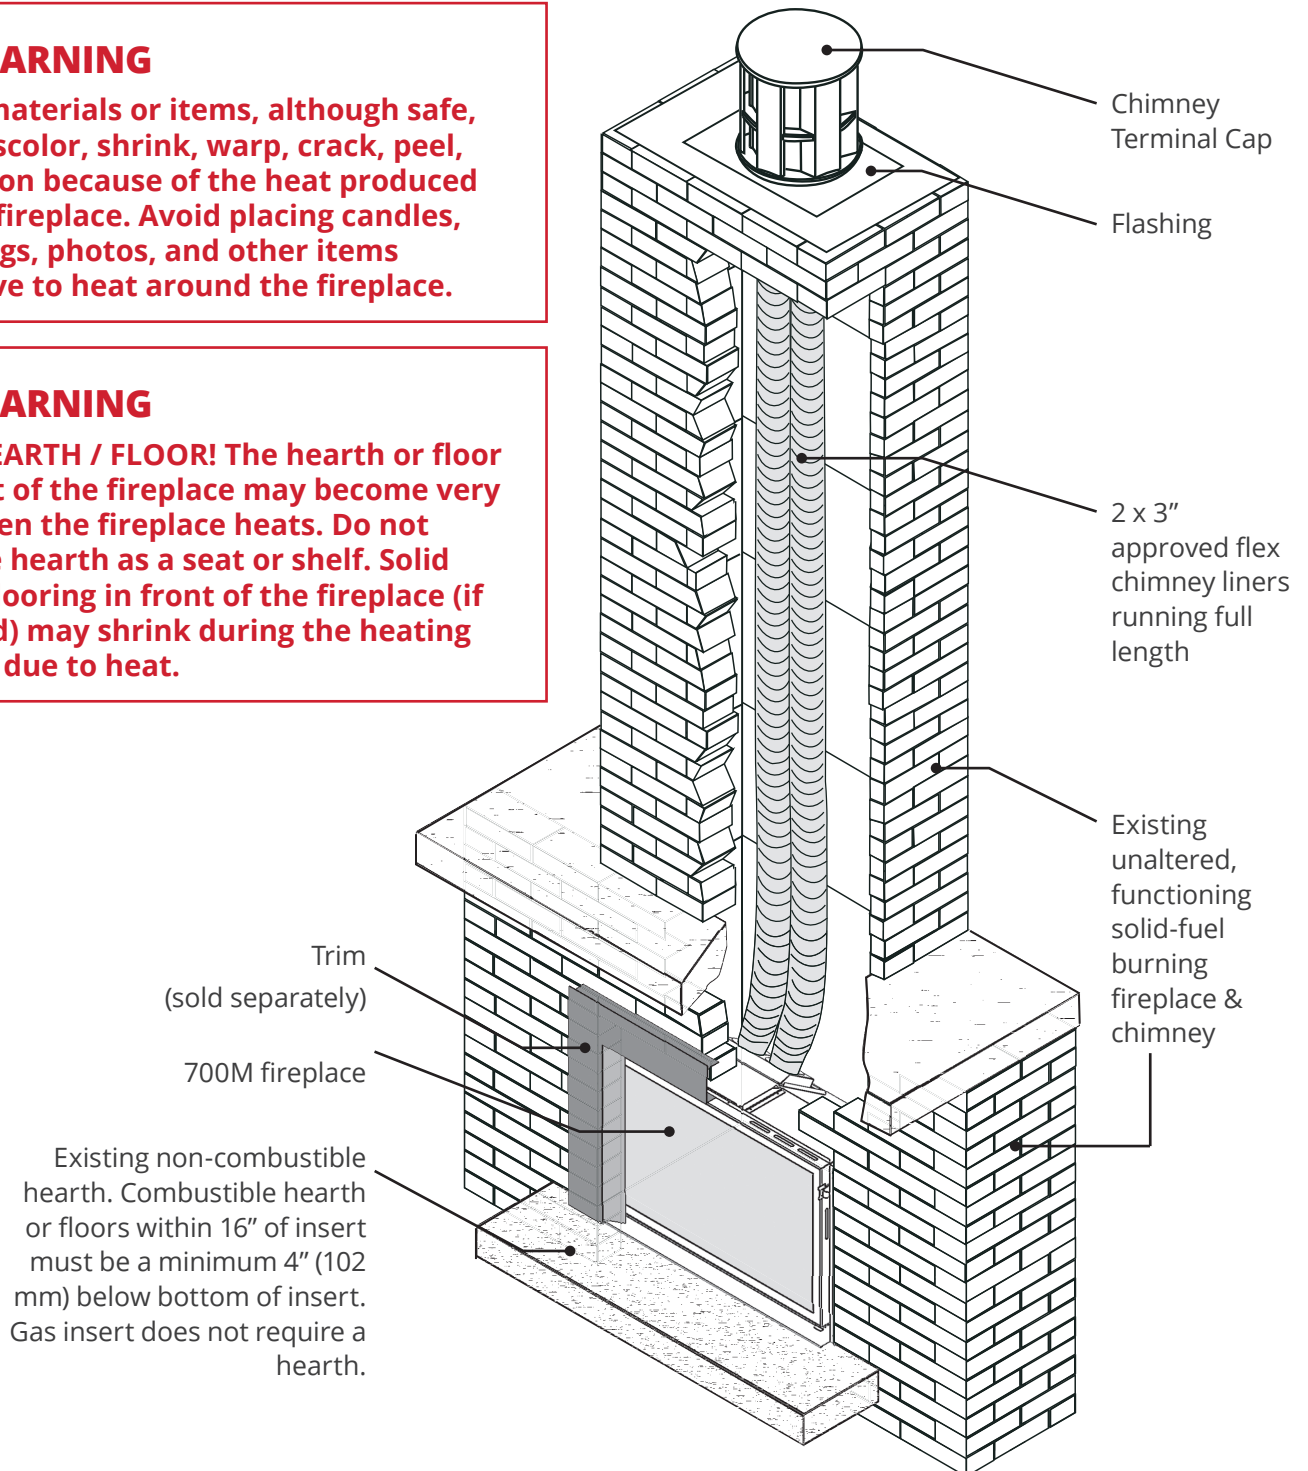 ARNING
materials or items, although safe,
scolor, shrink, warp, crack, peel,
on because of the heat produced
fireplace. Avoid placing candles,
gs, photos, and other items
ve to heat around the fireplace.
ARNING
EARTH / FLOOR! The hearth or floor
t of the fireplace may become very
en the fireplace heats. Do not
e hearth as a seat or shelf. Solid
looring in front of the fireplace (if
d) may shrink during the heating
due to heat.
Chimney
Terminal Cap
Flashing
2 x 3”
approved flex
chimney liners
running full
length
Existing
unaltered,
functioning
solid-fuel
burning
fireplace &
chimney
Trim
(sold separately)
700M fireplace
Existing non-combustible
hearth. Combustible hearth
or floors within 16” of insert
must be a minimum 4” (102
mm) below bottom of insert.
Gas insert does not require a
hearth.